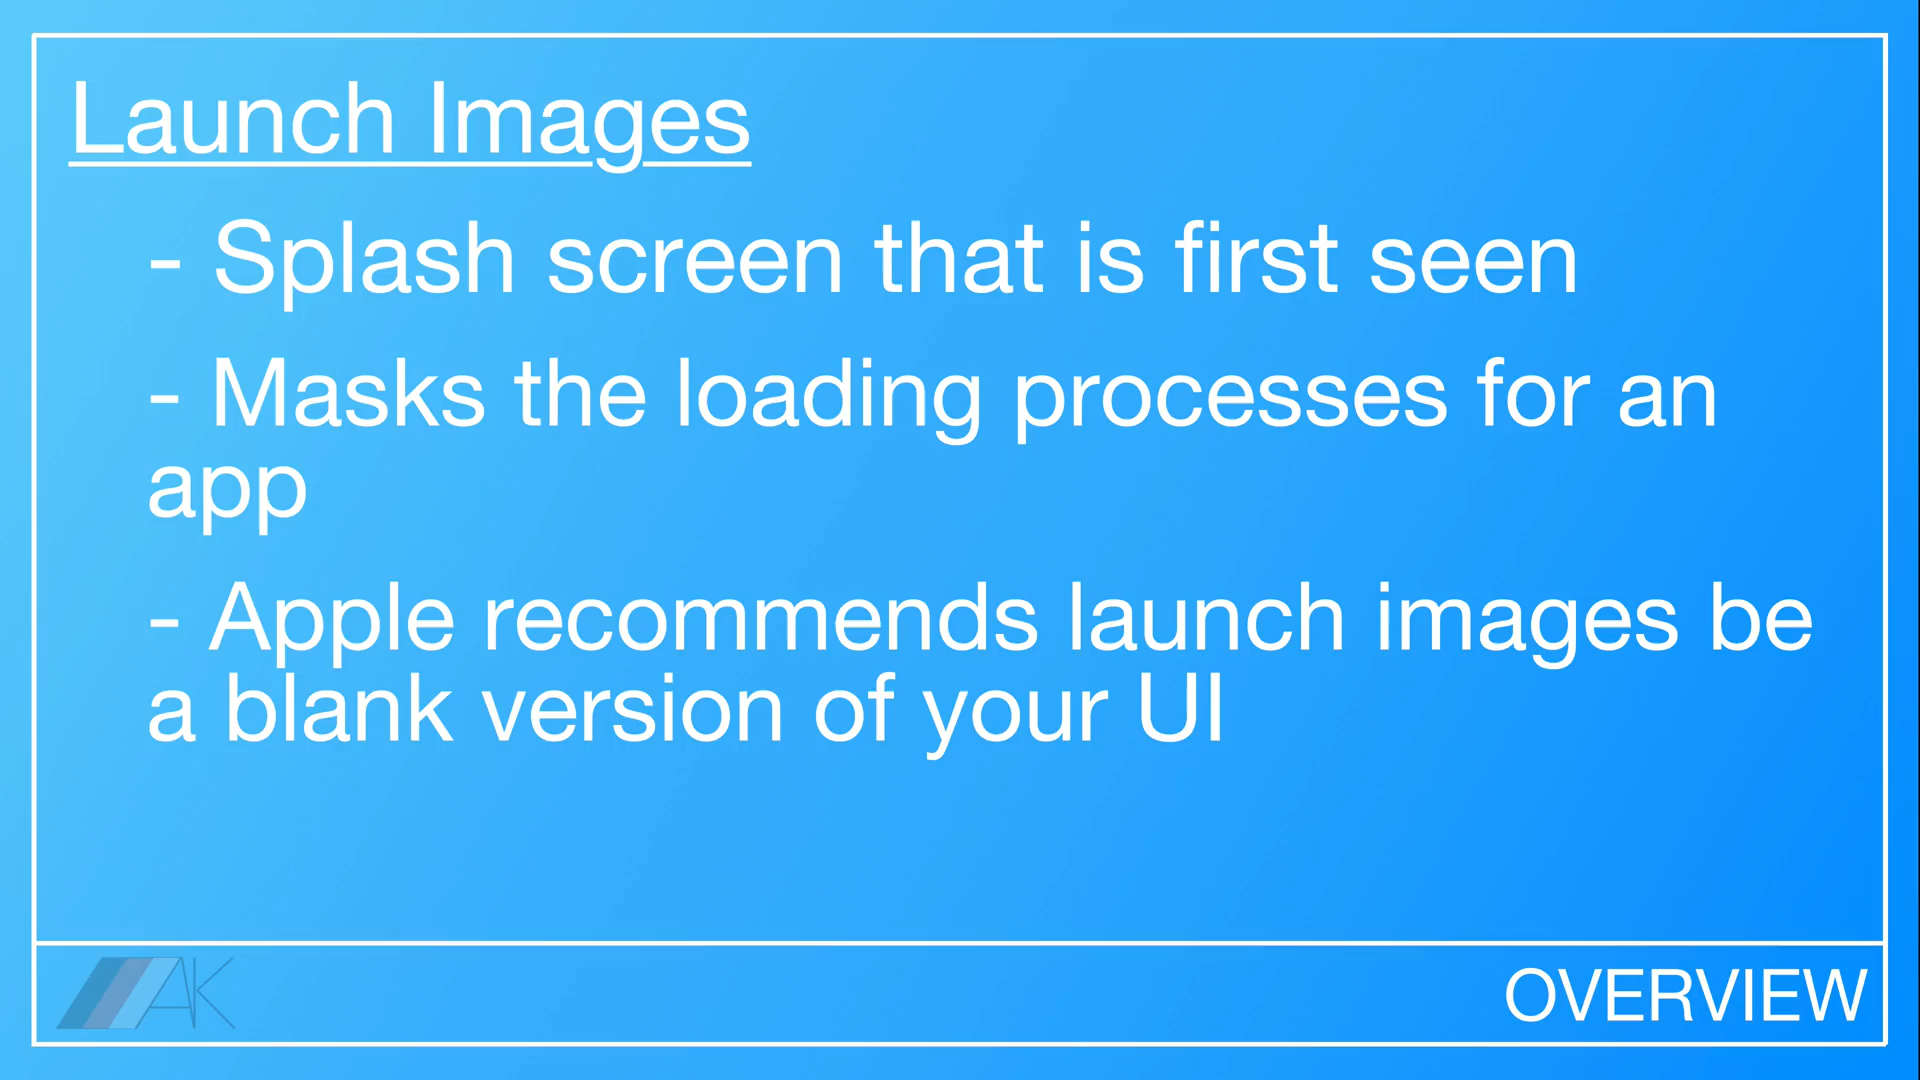 Launch Images
- Splash screen that is first seen
- Masks the loading processes for an
app
- Apple recommends launch images be
a blank version of your UI
AK
OVERVIEW